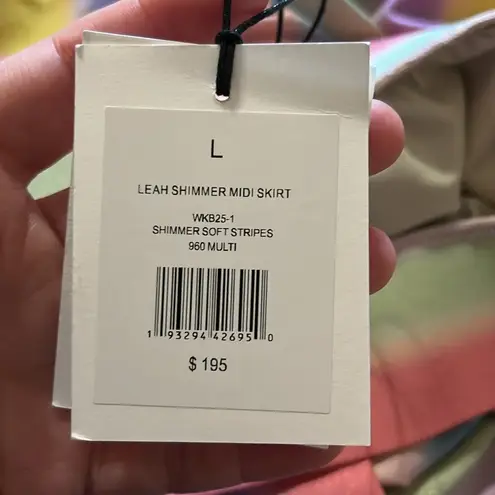 L
LEAH SHIMMER MIDI SKIRT
WKB25-1
SHIMMER SOFT STRIPES
960 MULTI
1 93294 42695 0
$ 195